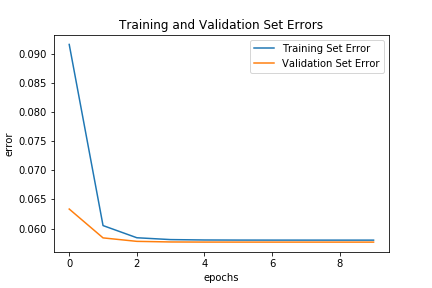 Training and Validation Set Errors
Training Set Error
Validation Set Error
0.090
0.085
0.080
0.075
0.070
0.065
0.060
error
0 2 4 6 8
epochs